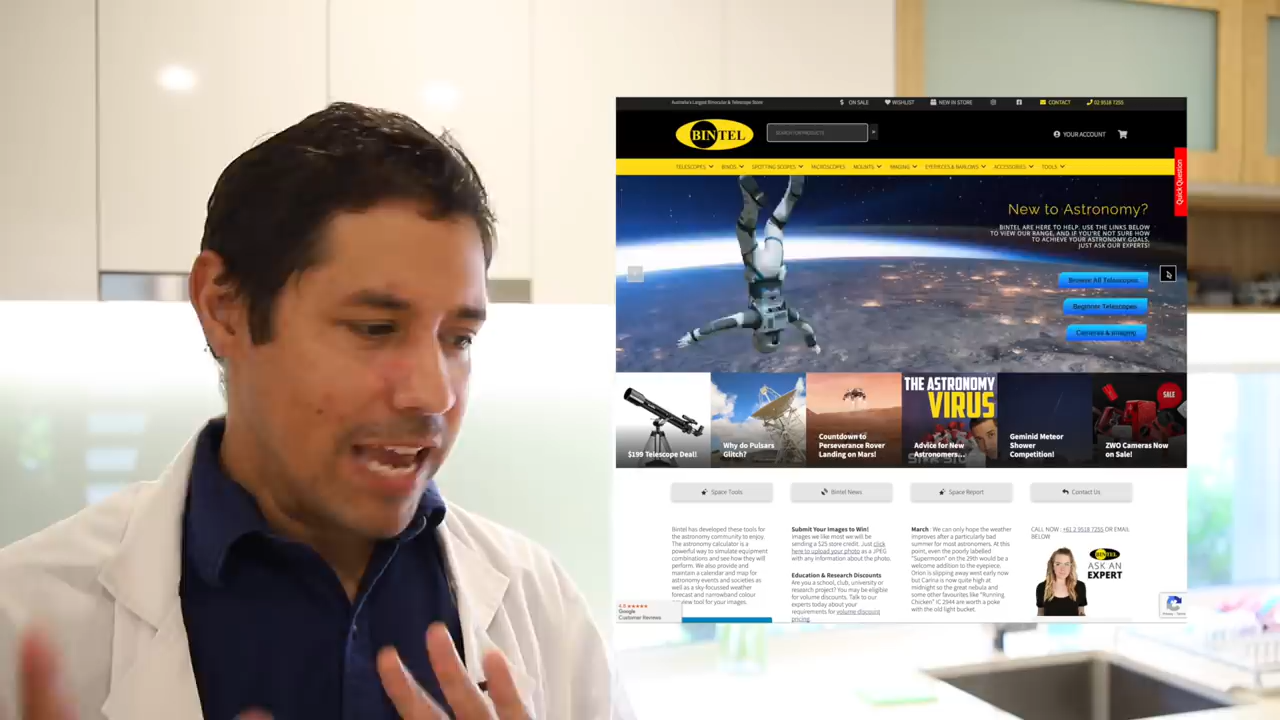 Australia's Largest Binocular & Telescope Store
$ ON SALE
WISHLIST
NEW IN STORE
CONTACT
02 9518 7255
BINTEL
SEARCH FOR PRODUCTS
YOUR ACCOUNT
TELESCOPES
BINOS
SPOTTING SCOPES
MICROSCOPES
MOUNTS
IMAGING
EYEPIECES & BARLOWS
ACCESSORIES
TOOLS
Quick Question
New to Astronomy?
BINTEL ARE HERE TO HELP. USE THE LINKS BELOW
TO VIEW OUR RANGE, AND IF YOU'RE NOT SURE HOW
TO ACHIEVE YOUR ASTRONOMY GOALS,
JUST ASK OUR EXPERTS!
Browse All Telescopes
Beginner Telescopes
Cameras & Imaging
$199 Telescope Deal!
Why do Pulsars
Glitch?
Countdown to
Perseverance Rover
Landing on Mars!
THE ASTRONOMY
VIRUS
Advice for New
Astronomers...
Geminid Meteor
Shower
Competition!
SALE
ZWO Cameras Now
on Sale!
Space Tools
Bintel News
Space Report
Contact Us
Bintel has developed these tools for
the astronomy community to enjoy.
The astronomy calculator is a
powerful way to simulate equipment
combinations and see how they will
perform. We also provide and
maintain a calendar and map for
astronomy events and societies as
well as a sky-focussed weather
forecast and narrowband colour
view tool for your images.
4.8 ★★★★★
Google
Customer Reviews
Submit Your Images to Win!
Images we like most we will be
sending a $25 store credit. Just click
here to upload your photo as a JPEG
with any information about the photo.
Education & Research Discounts
Are you a school, club, university or
research project? You may be eligible
for volume discounts. Talk to our
experts today about your
requirements for volume discount
pricing.
March : We can only hope the weather
improves after a particularly bad
summer for most astronomers. At this
point, even the poorly labelled
"Supermoon" on the 29th would be a
welcome addition to the eyepiece.
Orion is slipping away west early now
but Carina is now quite high at
midnight so the great nebula and
some other favourites like "Running
Chicken" IC 2944 are worth a poke
with the old light bucket.
CALL NOW : +61 2 9518 7255 OR EMAIL
BELOW
BINTEL
ASK AN
EXPERT
Privacy - Terms